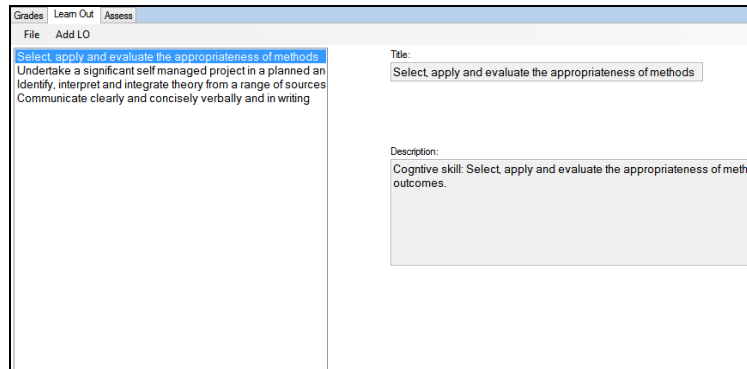 Grades Learn Out Assess
File Add LO
Select, apply and evaluate the appropriateness of methods
Undertake a significant self managed project in a planned an
Identify, interpret and integrate theory from a range of sources
Communicate clearly and concisely verbally and in writing
Title:
Select, apply and evaluate the appropriateness of methods
Description:
Cogntive skill: Select, apply and evaluate the appropriateness of meth
outcomes.